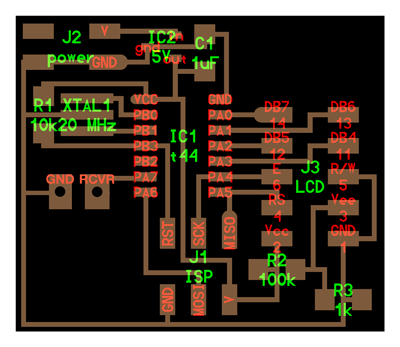 J2
V
IC2
C1
gnd
power
GND
5V
1uF
VCC
GND
R1
XTAL1
PB0
PA0
DB7
DB6
14
13
10k
20 MHz
PB1
IC1
PA1
PB3
PA2
DB5
DB4
12
11
PB2
t44
PA3
J3
GND
RCVR
PA7
PA4
E
LCD
R/W
6
5
PA6
PA5
RS
Vee
4
3
RST
SCK
MISO
Vcc
GND
2
1
J1
R2
ISP
100k
GND
MOSI
V
R3
1k